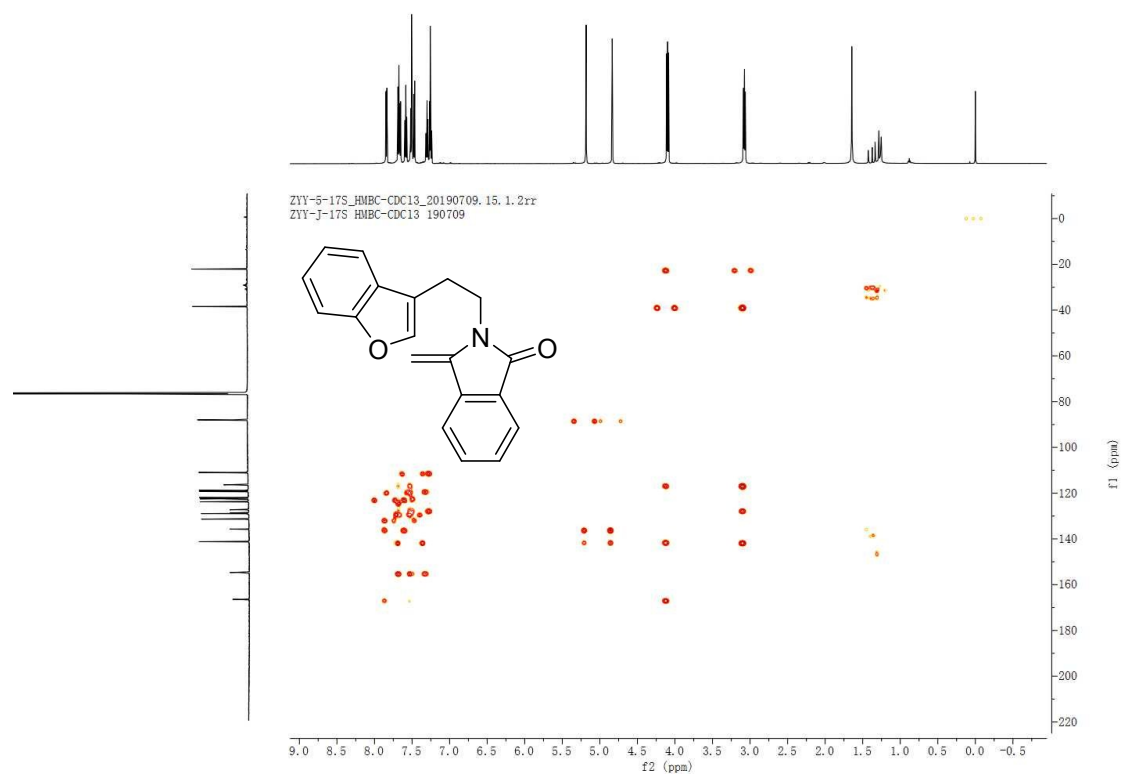 ZYY-5-17S_HMBC-CDCl3_20190709.15.1.2rr
ZYY-J-17S HMBC-CDCl3 190709
O
N
O
0
20
40
60
80
100
120
140
160
180
200
220
f1 (ppm)
9.0 8.5 8.0 7.5 7.0 6.5 6.0 5.5 5.0 4.5 4.0 3.5 3.0 2.5 2.0 1.5 1.0 0.5 0.0 -0.5
f2 (ppm)